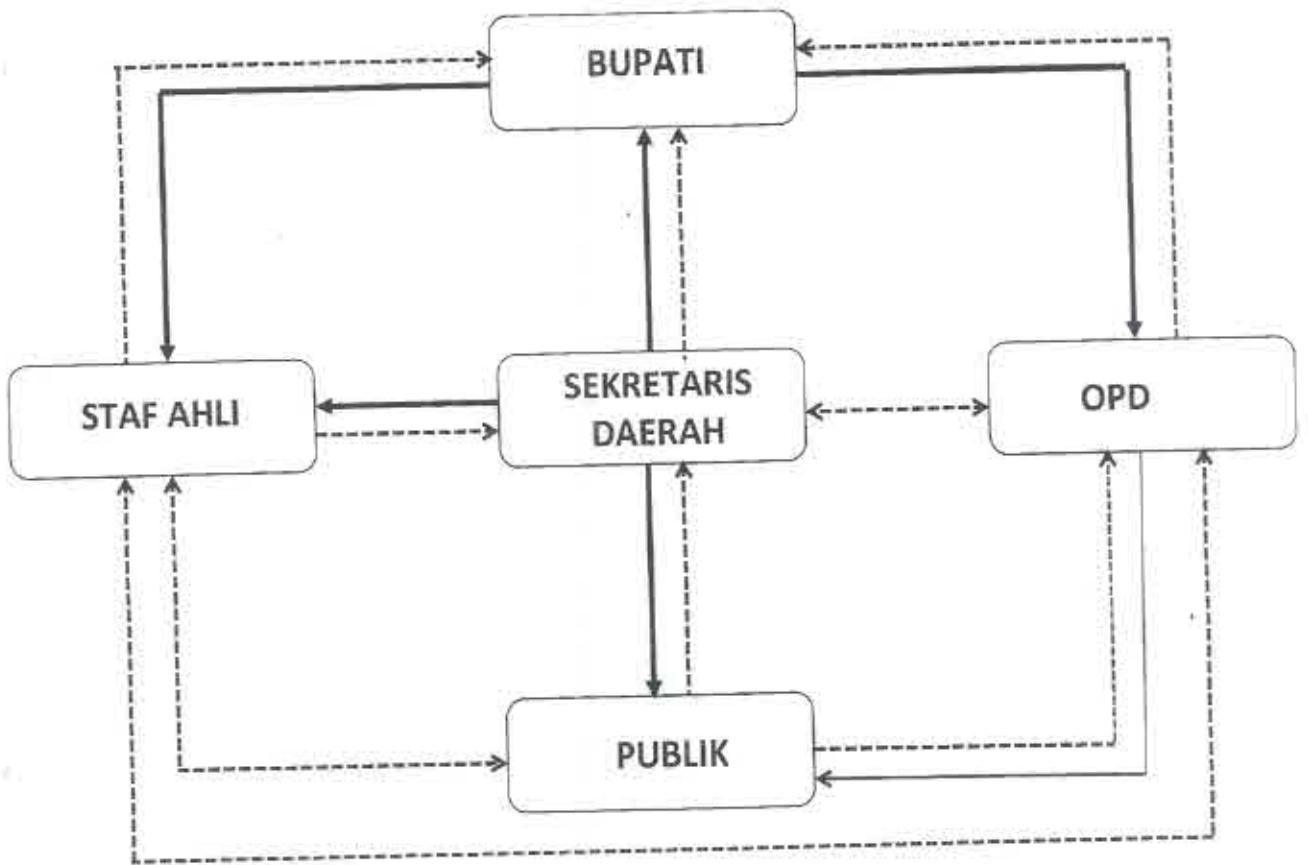 BUPATI
STAF AHLI
SEKRETARIS
DAERAH
OPD
PUBLIK